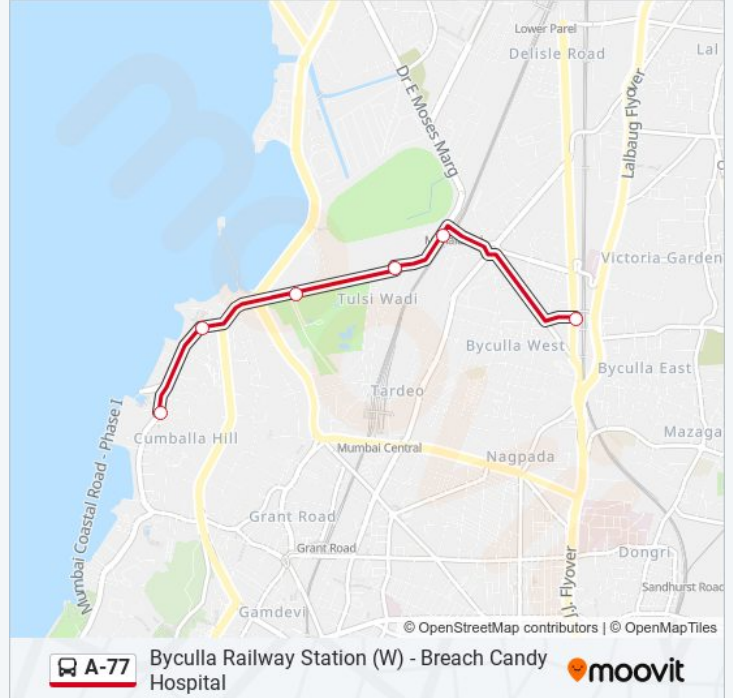 Lower Parel
Delisle Road
Lal
Dr E Moses Marg
Lalbaug Flyover
Victoria Garden
Tulsi Wadi
Byculla West
Byculla East
Tardeo
Cumballa Hill
Mazaga
Mumbai Central
Nagpada
Mumbai Coastal Road - Phase I
Grant Road
Grant Road
Dongri
Sandhurst Road
Gamdevi
J.J. Flyover
© OpenStreetMap contributors | © OpenMapTiles
A-77
Byculla Railway Station (W) - Breach Candy
Hospital
moovit